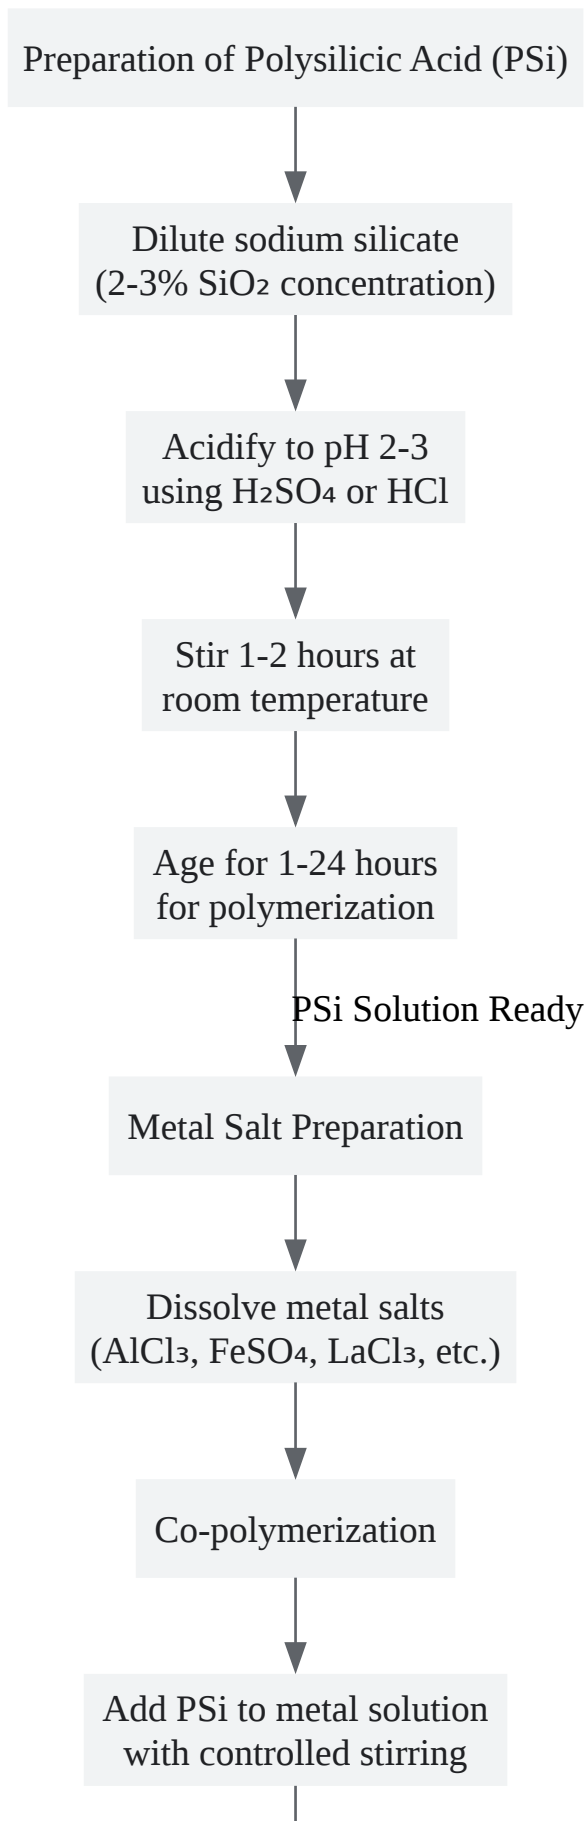 Preparation of Polysilicic Acid (PSi)
Dilute sodium silicate
(2-3% SiO₂ concentration)
Acidify to pH 2-3
using H₂SO₄ or HCl
Stir 1-2 hours at
room temperature
Age for 1-24 hours
for polymerization
PSi Solution Ready
Metal Salt Preparation
Dissolve metal salts
(AlCl₃, FeSO₄, LaCl₃, etc.)
Co-polymerization
Add PSi to metal solution
with controlled stirring